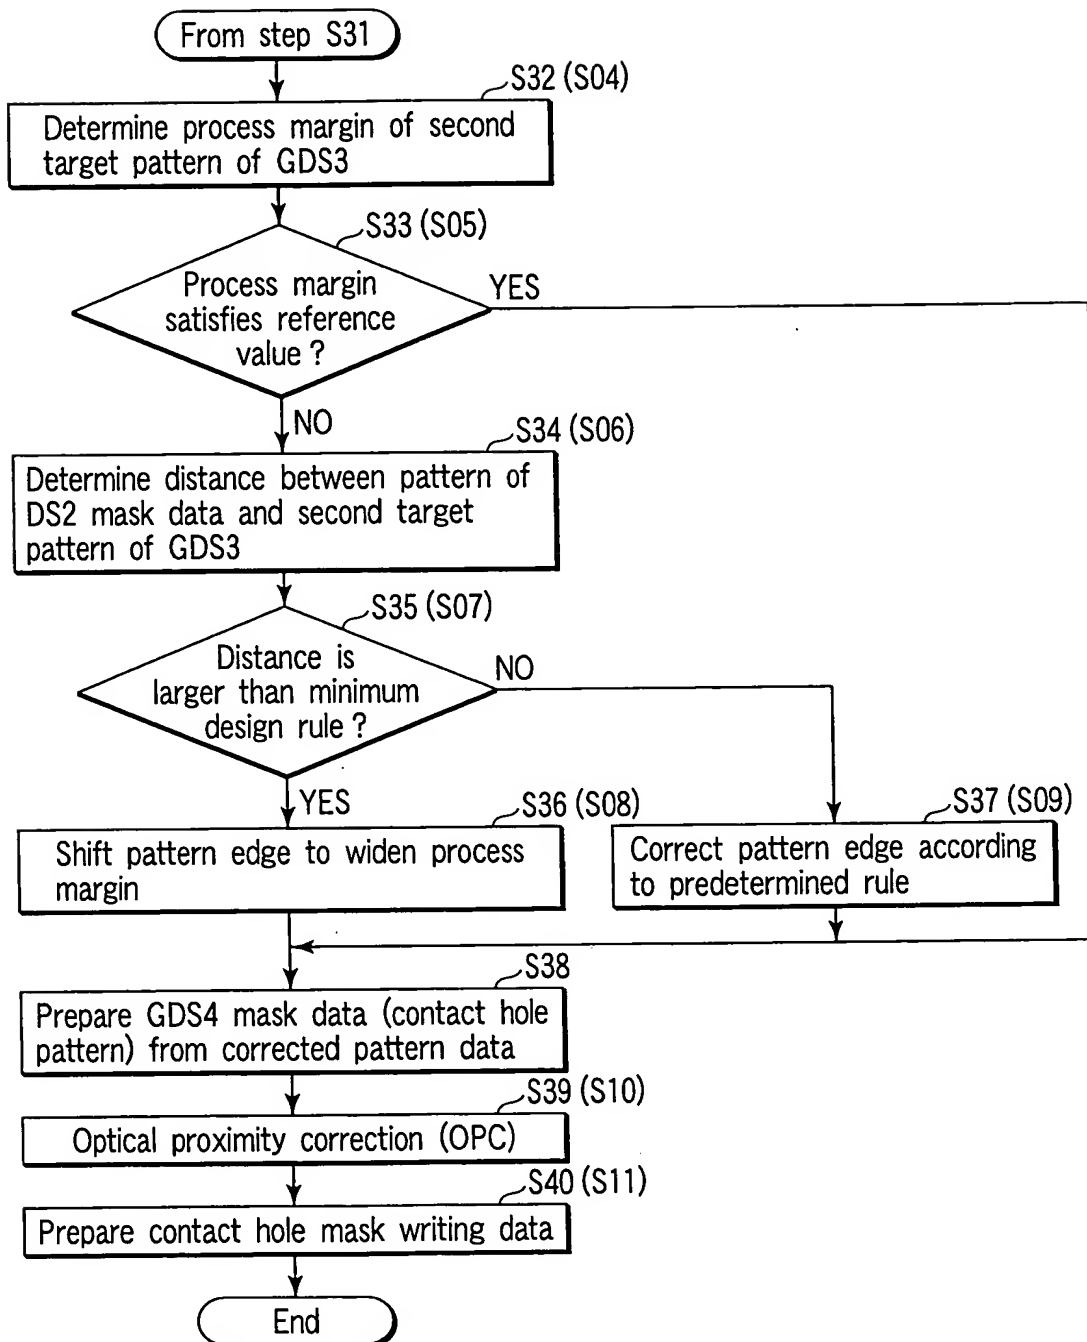 From step S31
S32 (S04)
Determine process margin of second
target pattern of GDS3
S33 (S05)
Process margin
satisfies reference
value ?
YES
NO
S34 (S06)
Determine distance between pattern of
DS2 mask data and second target
pattern of GDS3
S35 (S07)
Distance is
larger than minimum
design rule ?
NO
YES
S36 (S08)
Shift pattern edge to widen process
margin
S37 (S09)
Correct pattern edge according
to predetermined rule
S38
Prepare GDS4 mask data (contact hole
pattern) from corrected pattern data
S39 (S10)
Optical proximity correction (OPC)
S40 (S11)
Prepare contact hole mask writing data
End